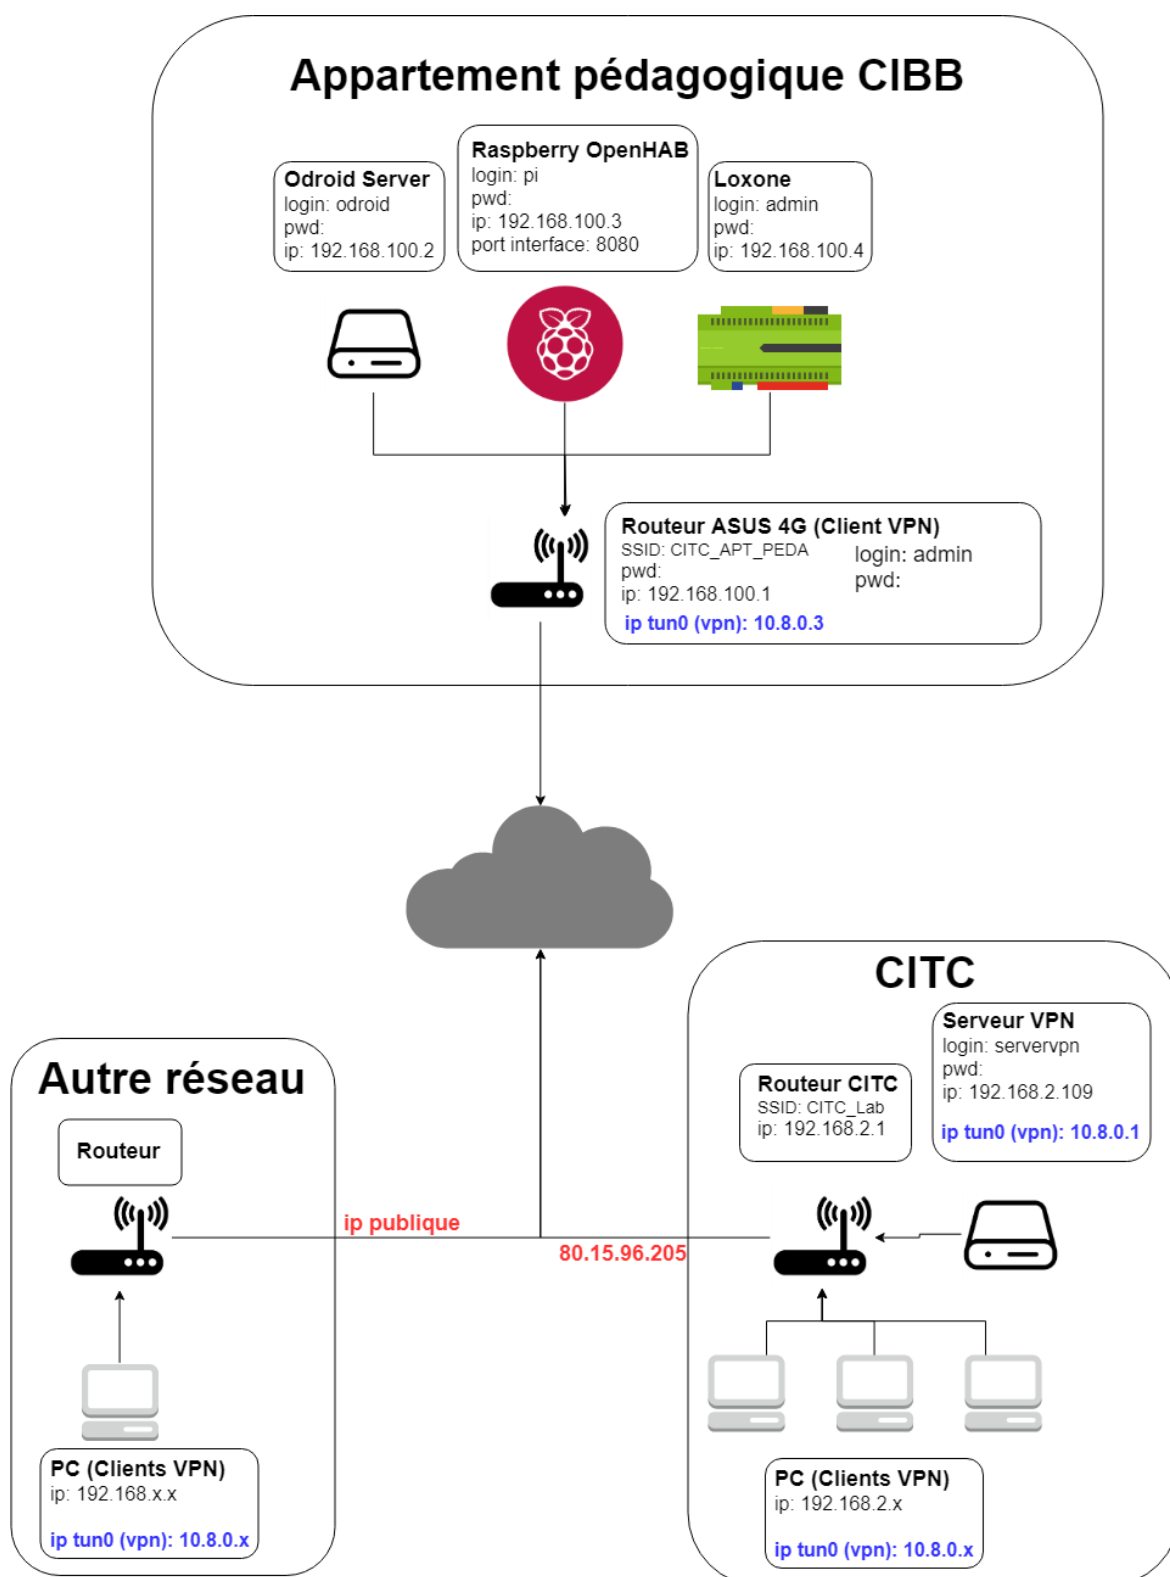 Appartement pédagogique CIBB
Odroid Server
login: odroid
pwd:
ip: 192.168.100.2
Raspberry OpenHAB
login: pi
pwd:
ip: 192.168.100.3
port interface: 8080
Loxone
login: admin
pwd:
ip: 192.168.100.4
Routeur ASUS 4G (Client VPN)
SSID: CITC_APT_PEDA
pwd:
ip: 192.168.100.1
login: admin
pwd:
ip tun0 (vpn): 10.8.0.3
CITC
Serveur VPN
login: servervpn
pwd:
ip: 192.168.2.109
ip tun0 (vpn): 10.8.0.1
Routeur CITC
SSID: CITC_Lab
ip: 192.168.2.1
Autre réseau
Routeur
ip publique
80.15.96.205
PC (Clients VPN)
ip: 192.168.x.x
ip tun0 (vpn): 10.8.0.x
PC (Clients VPN)
ip: 192.168.2.x
ip tun0 (vpn): 10.8.0.x